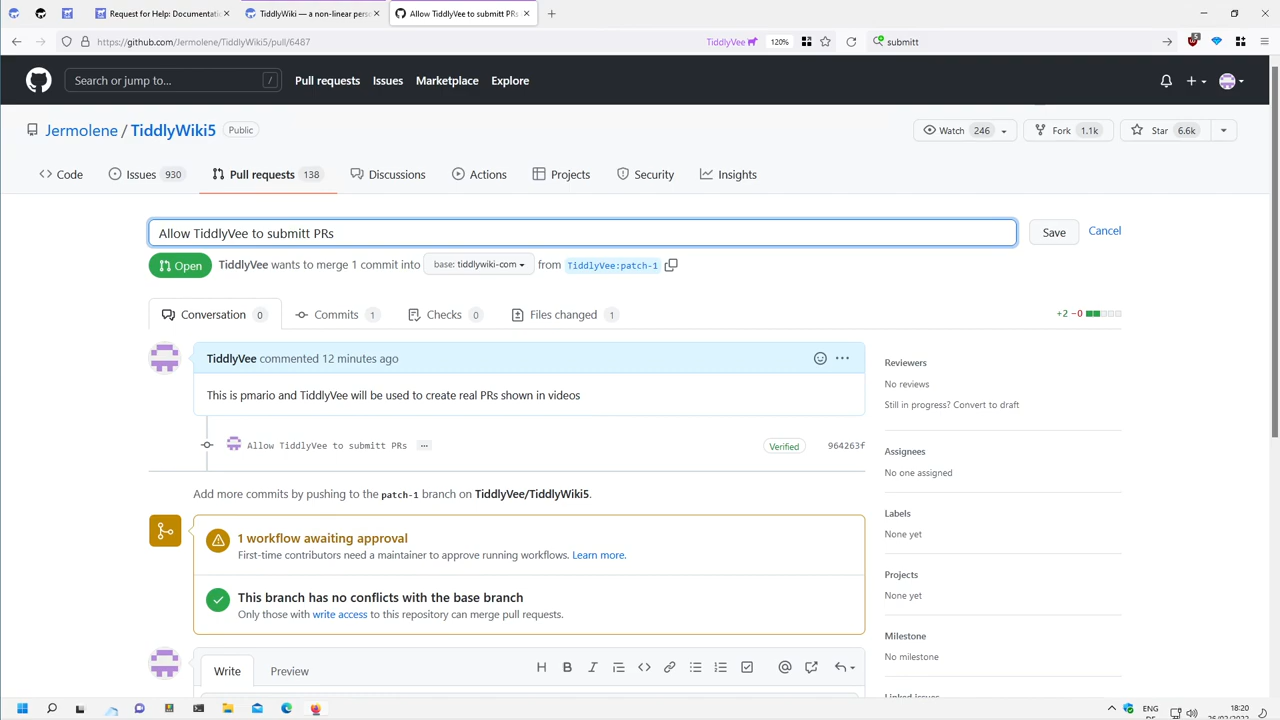 Request for Help: Documentatio
TiddlyWiki — a non-linear pers
Allow TiddlyVee to submitt PRs
https://github.com/Jermolene/TiddlyWiki5/pull/6487
TiddlyVee
120%
submitt
5
Search or jump to...
/
Pull requests
Issues
Marketplace
Explore
Jermolene / TiddlyWiki5
Public
Watch 246
Fork 1.1k
Star 6.6k
Code
Issues 930
Pull requests 138
Discussions
Actions
Projects
Security
Insights
Allow TiddlyVee to submitt PRs
Save
Cancel
Open
TiddlyVee wants to merge 1 commit into base: tiddlywiki-com from TiddlyVee:patch-1
Conversation 0
Commits 1
Checks 0
Files changed 1
+2 −0
TiddlyVee commented 12 minutes ago
This is pmario and TiddlyVee will be used to create real PRs shown in videos
Allow TiddlyVee to submitt PRs ...
Verified
964263f
Add more commits by pushing to the patch-1 branch on TiddlyVee/TiddlyWiki5.
1 workflow awaiting approval
First-time contributors need a maintainer to approve running workflows. Learn more.
This branch has no conflicts with the base branch
Only those with write access to this repository can merge pull requests.
Write
Preview
Reviewers
No reviews
Still in progress? Convert to draft
Assignees
No one assigned
Labels
None yet
Projects
None yet
Milestone
No milestone
Linked issues
ENG
DE
18:20
26/02/2022